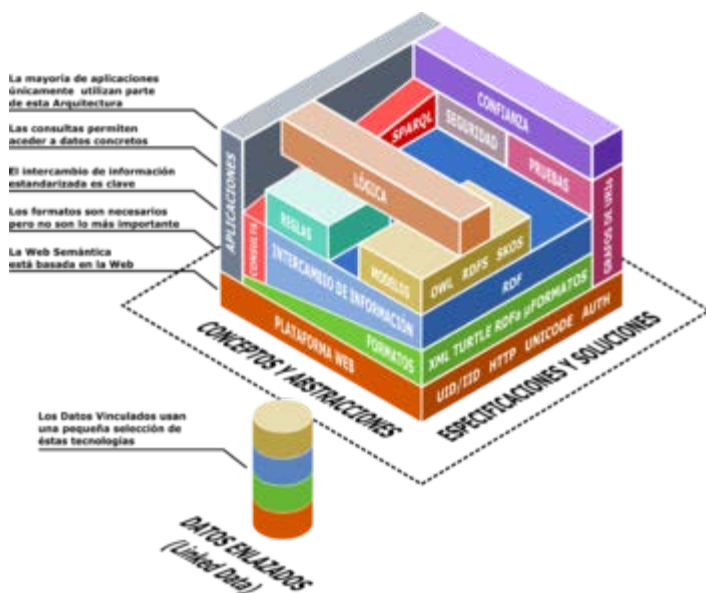 La mayoría de aplicaciones
únicamente utilizan parte
de esta Arquitectura
Las consultas permiten
aceder a datos concretos
El intercambio de información
estandarizada es clave
Los formatos son necesarios
pero no son lo más importante
La Web Semántica
está basada en la Web
APLICACIONES
CONFIANZA
SPARQL
SEGURIDAD
PRUEBAS
LÓGICA
REGLAS
CONSULTA
INTERCAMBIO DE INFORMACIÓN
MODELOS
OWL RDFS SKOS
RDF
GRAFOS DE URIs
FORMATOS
XML TURTLE RDFa µFORMATOS
PLATAFORMA WEB
UID/IID HTTP UNICODE AUTH
CONCEPTOS Y ABSTRACCIONES
ESPECIFICACIONES Y SOLUCIONES
Los Datos Vinculados usan
una pequeña selección de
éstas tecnologías
DATOS ENLAZADOS
(Linked Data)